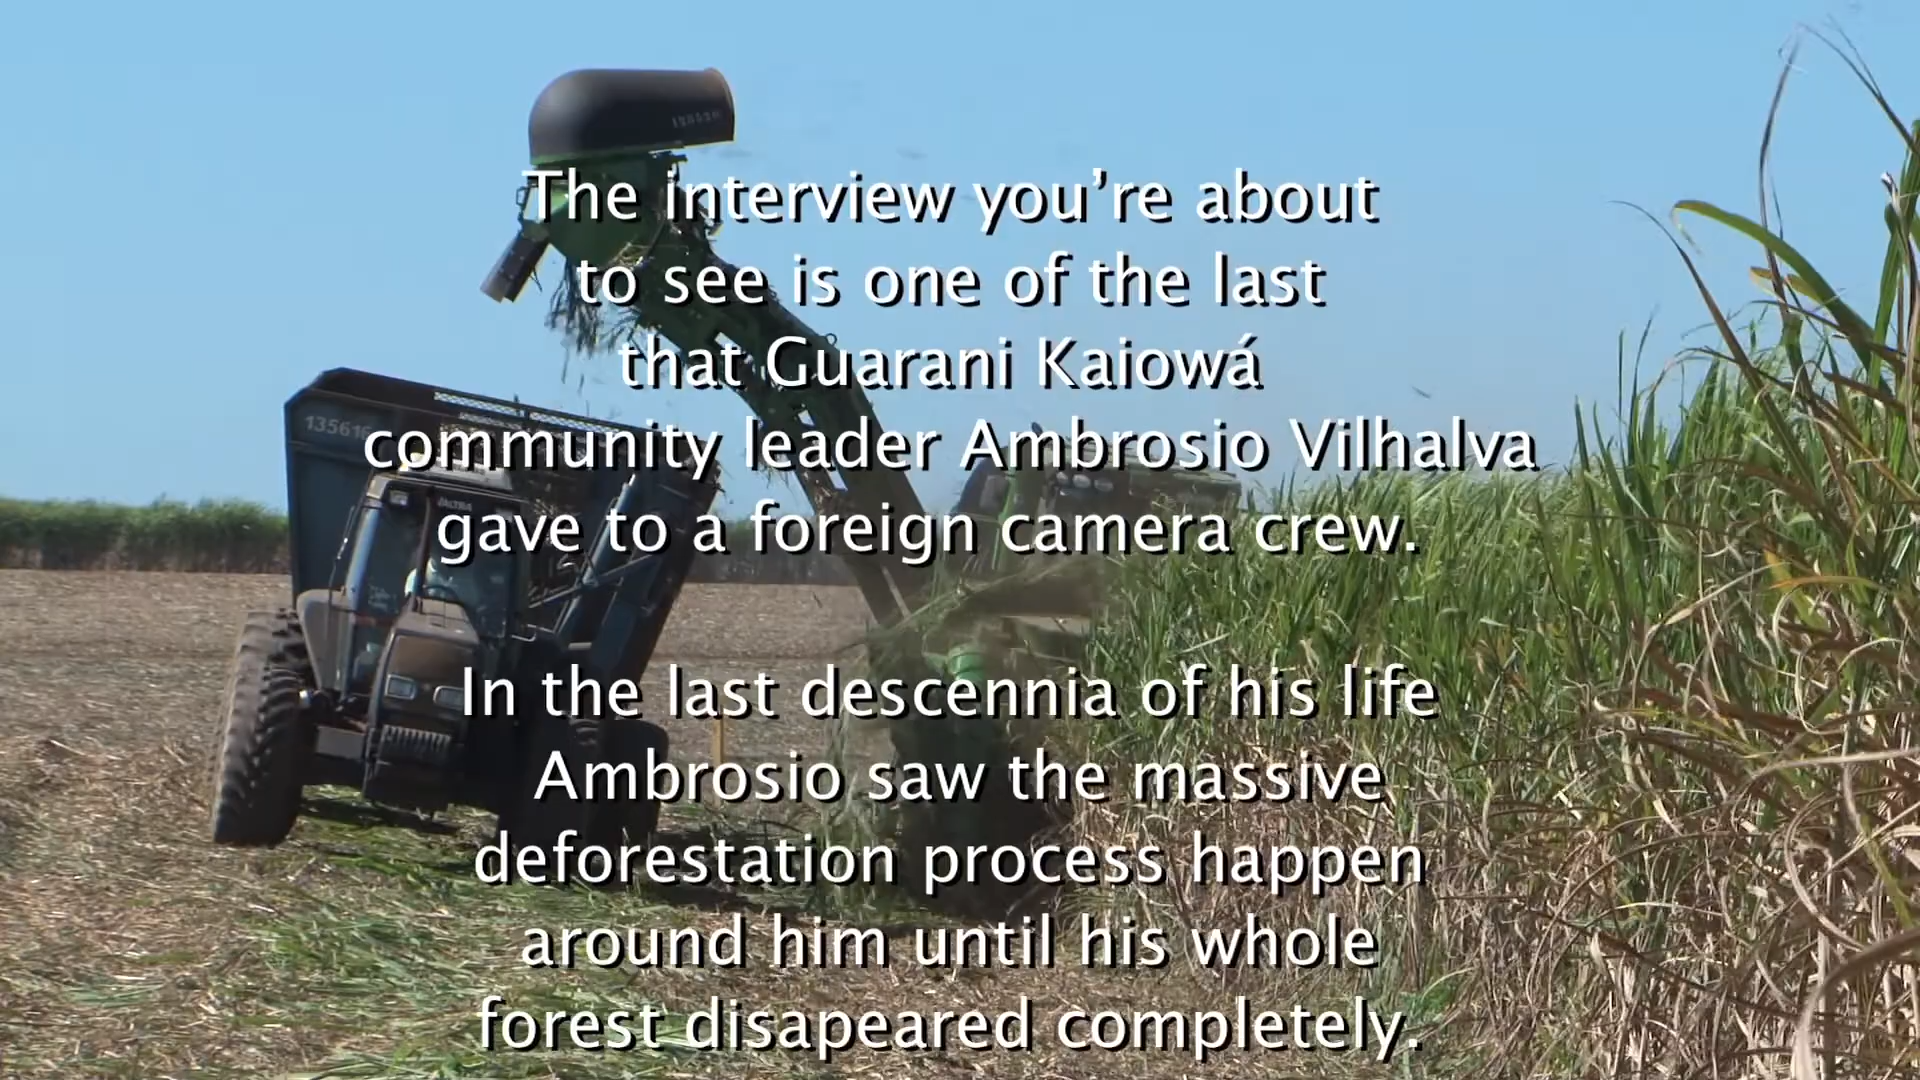 The interview you're about
to see is one of the last
that Guarani Kaiowá
community leader Ambrosio Vilhalva
gave to a foreign camera crew.
In the last descennia of his life
Ambrosio saw the massive
deforestation process happen
around him until his whole
forest disapeared completely.
135616
VALTRA